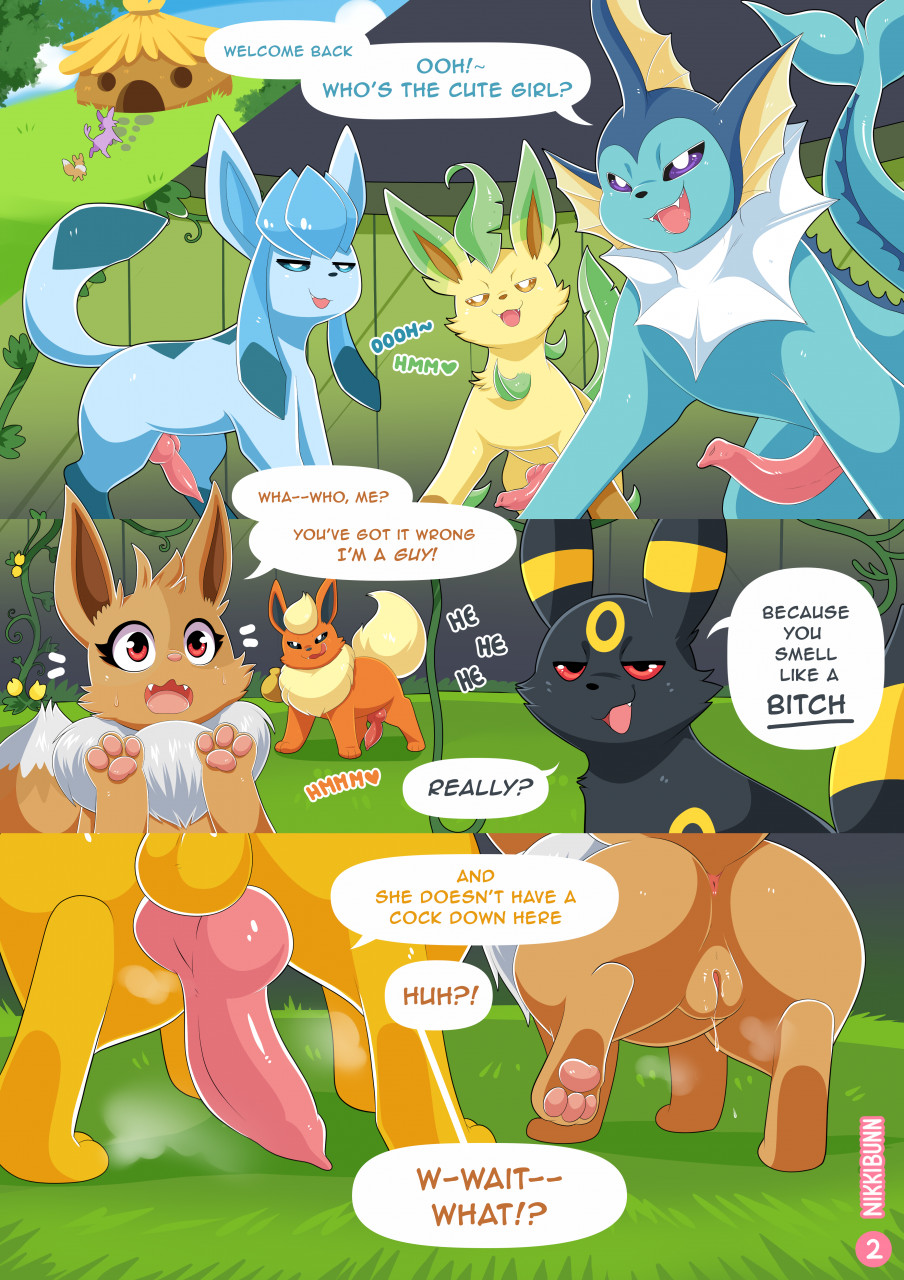 WELCOME BACK
OOH!~
WHO'S THE CUTE GIRL?
OOOH~
HMM♥
WHA--WHO, ME?
YOU'VE GOT IT WRONG
I'M A GUY!
HE
HE
HE
HMMM♥
BECAUSE
YOU
SMELL
LIKE A
BITCH
REALLY?
AND
SHE DOESN'T HAVE A
COCK DOWN HERE
HUH?!
W-WAIT--
WHAT!?
NIKKIBUNN
2